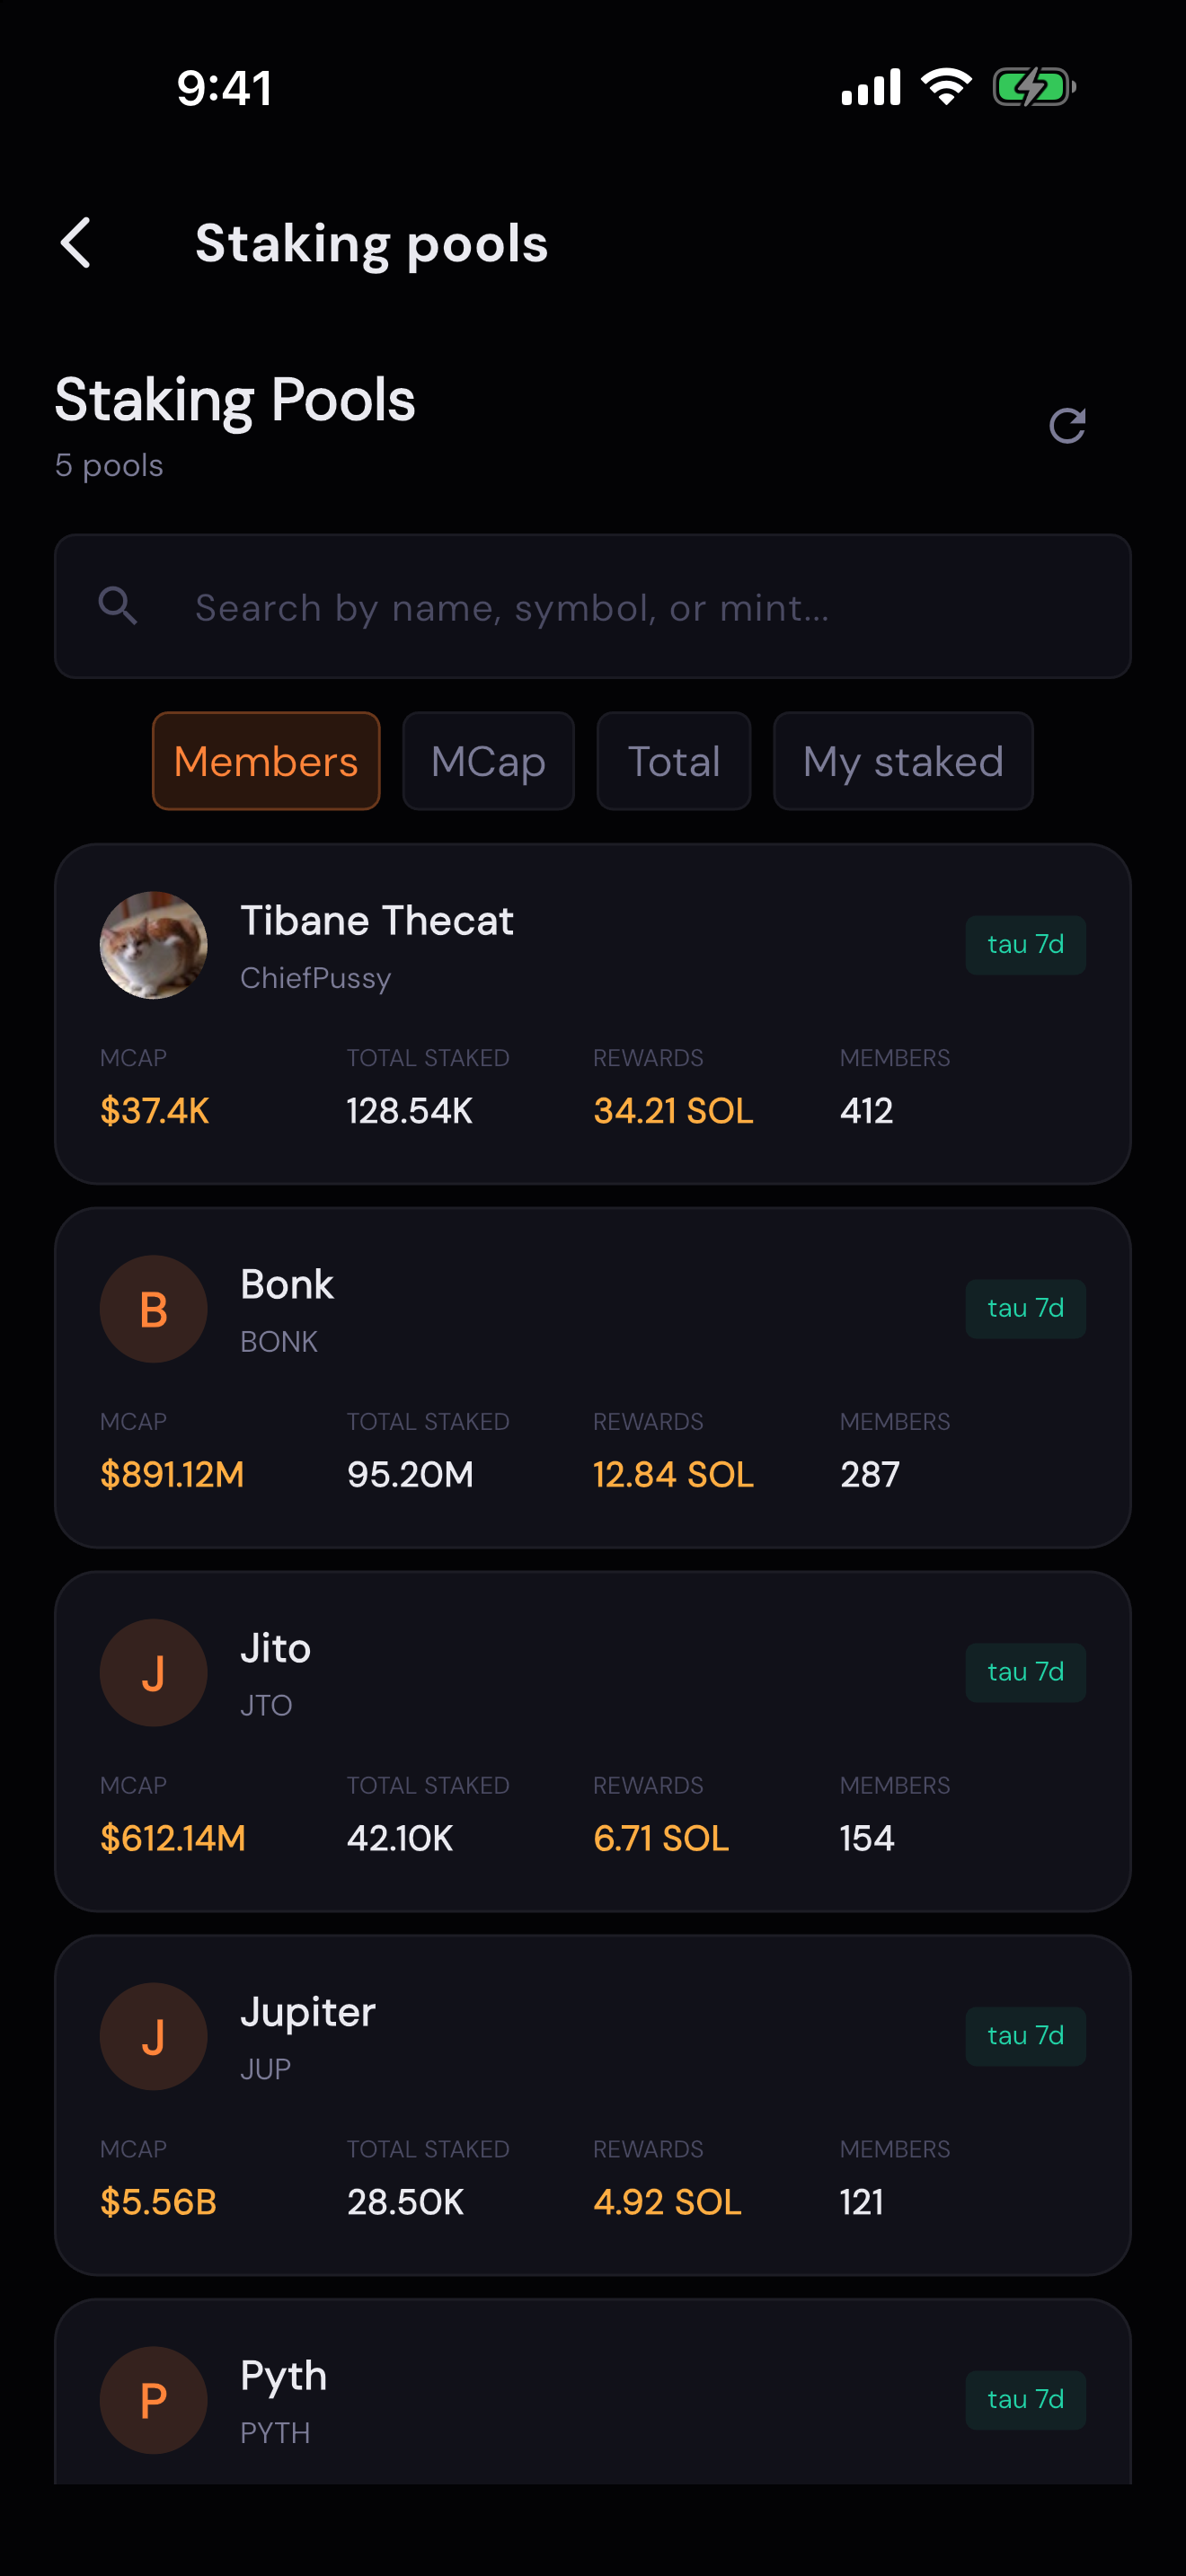 9:41
Staking pools
Staking Pools
5 pools
Search by name, symbol, or mint...
Members MCap Total My staked
Tibane Thecat
ChiefPussy
tau 7d
MCAP TOTAL STAKED REWARDS MEMBERS
$37.4K 128.54K 34.21 SOL 412
B
Bonk
BONK
tau 7d
MCAP TOTAL STAKED REWARDS MEMBERS
$891.12M 95.20M 12.84 SOL 287
J
Jito
JTO
tau 7d
MCAP TOTAL STAKED REWARDS MEMBERS
$612.14M 42.10K 6.71 SOL 154
J
Jupiter
JUP
tau 7d
MCAP TOTAL STAKED REWARDS MEMBERS
$5.56B 28.50K 4.92 SOL 121
P
Pyth
PYTH
tau 7d